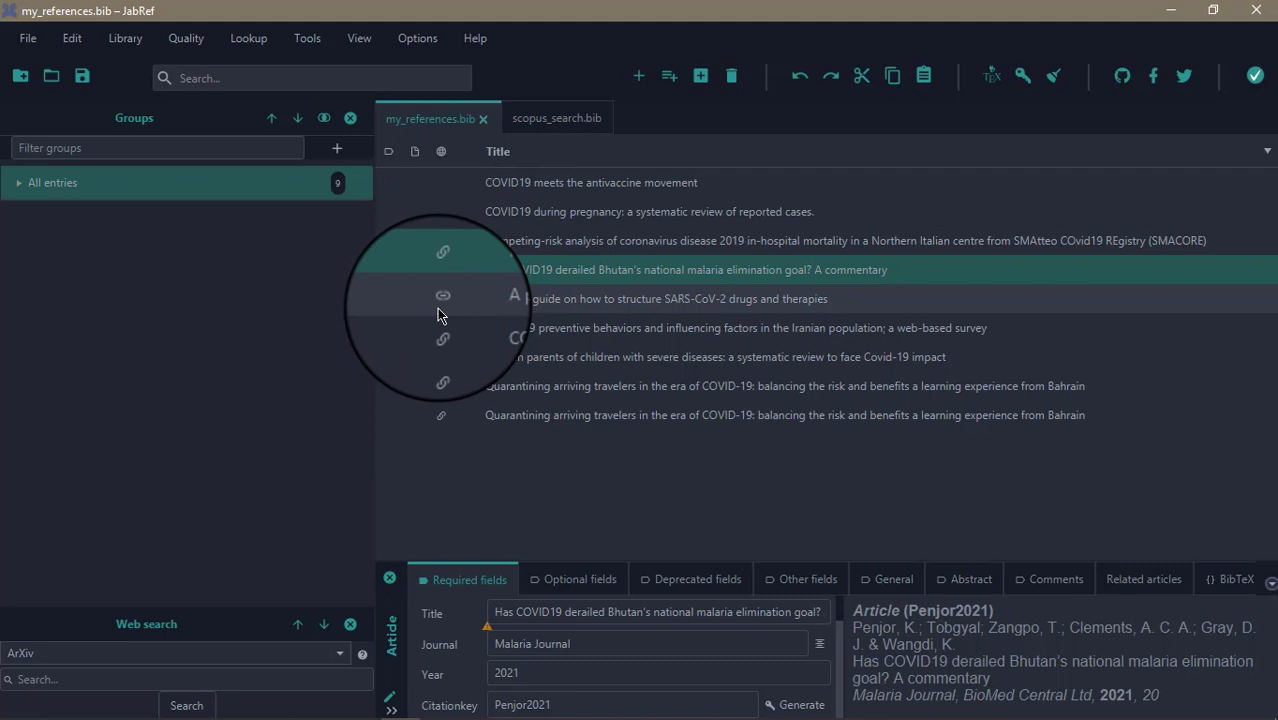 my_references.bib – JabRef
File Edit Library Quality Lookup Tools View Options Help
Search...
TEX
Groups
my_references.bib
scopus_search.bib
Filter groups
Title
All entries
9
COVID19 meets the antivaccine movement
COVID19 during pregnancy: a systematic review of reported cases.
peting-risk analysis of coronavirus disease 2019 in-hospital mortality in a Northern Italian centre from SMAtteo COvid19 REgistry (SMACORE)
VID19 derailed Bhutan's national malaria elimination goal? A commentary
A guide on how to structure SARS-CoV-2 drugs and therapies
CO 9 preventive behaviors and influencing factors in the Iranian population; a web-based survey
n parents of children with severe diseases: a systematic review to face Covid-19 impact
Quarantining arriving travelers in the era of COVID-19: balancing the risk and benefits a learning experience from Bahrain
Quarantining arriving travelers in the era of COVID-19: balancing the risk and benefits a learning experience from Bahrain
Required fields Optional fields Deprecated fields Other fields General Abstract Comments Related articles {} BibTeX
Article
Title
Has COVID19 derailed Bhutan's national malaria elimination goal?
Journal
Malaria Journal
Year
2021
Citationkey
Penjor2021
Generate
Article (Penjor2021)
Penjor, K.; Tobgyal; Zangpo, T.; Clements, A. C. A.; Gray, D.
J. & Wangdi, K.
Has COVID19 derailed Bhutan's national malaria elimination
goal? A commentary
Malaria Journal, BioMed Central Ltd, 2021, 20
Web search
ArXiv
Search...
Search